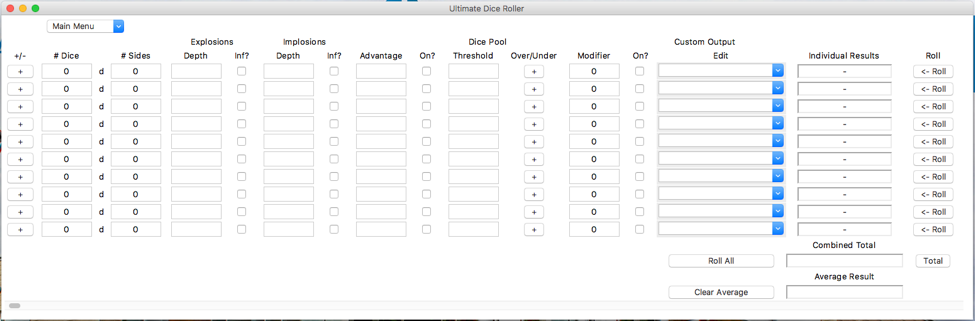 Ultimate Dice Roller
Main Menu
Explosions Implosions Dice Pool Custom Output
+/- # Dice # Sides Depth Inf? Depth Inf? Advantage On? Threshold Over/Under Modifier On? Edit Individual Results Roll
+ 0 d 0 + 0 - <- Roll
+ 0 d 0 + 0 - <- Roll
+ 0 d 0 + 0 - <- Roll
+ 0 d 0 + 0 - <- Roll
+ 0 d 0 + 0 - <- Roll
+ 0 d 0 + 0 - <- Roll
+ 0 d 0 + 0 - <- Roll
+ 0 d 0 + 0 - <- Roll
+ 0 d 0 + 0 - <- Roll
+ 0 d 0 + 0 - <- Roll
Combined Total
Roll All Total
Average Result
Clear Average